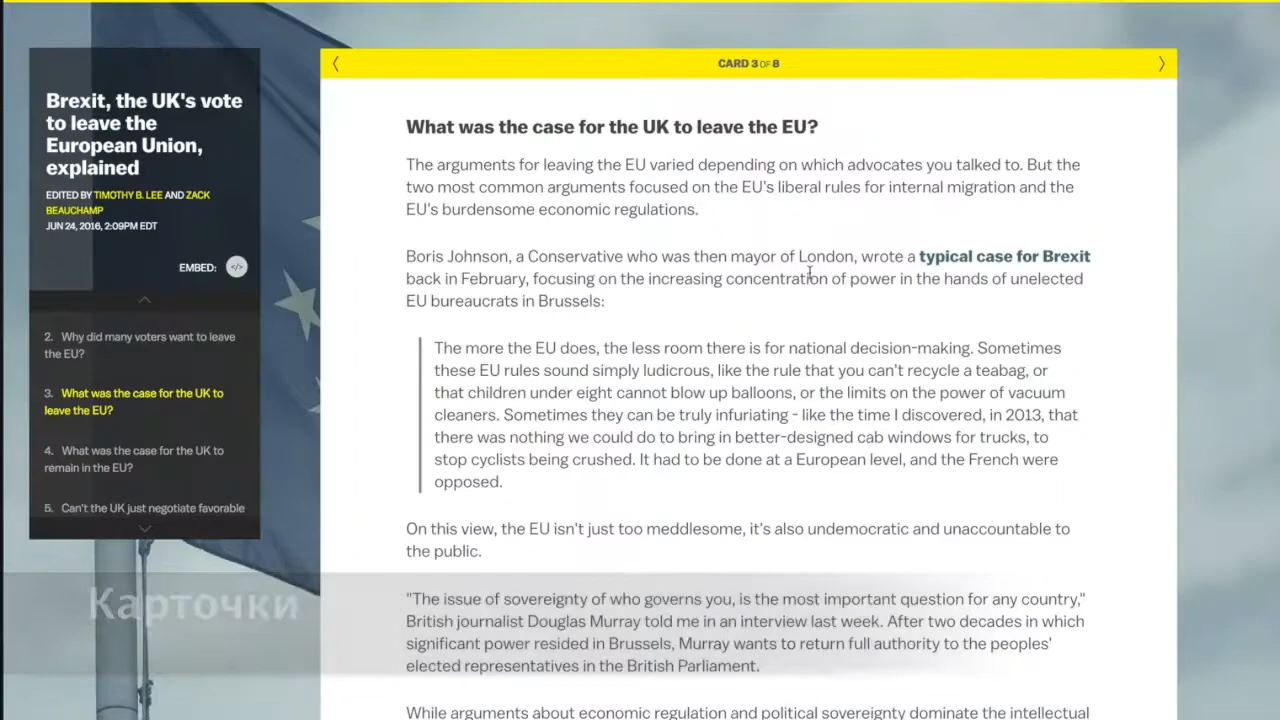 Brexit, the UK's vote
to leave the
European Union,
explained
EDITED BY TIMOTHY B. LEE AND ZACK
BEAUCHAMP
JUN 24, 2016, 2:09PM EDT
EMBED: </>
2. Why did many voters want to leave
the EU?
3. What was the case for the UK to
leave the EU?
4. What was the case for the UK to
remain in the EU?
5. Can't the UK just negotiate favorable
CARD 3 OF 8
What was the case for the UK to leave the EU?
The arguments for leaving the EU varied depending on which advocates you talked to. But the
two most common arguments focused on the EU's liberal rules for internal migration and the
EU's burdensome economic regulations.
Boris Johnson, a Conservative who was then mayor of London, wrote a typical case for Brexit
back in February, focusing on the increasing concentration of power in the hands of unelected
EU bureaucrats in Brussels:
The more the EU does, the less room there is for national decision-making. Sometimes
these EU rules sound simply ludicrous, like the rule that you can't recycle a teabag, or
that children under eight cannot blow up balloons, or the limits on the power of vacuum
cleaners. Sometimes they can be truly infuriating - like the time I discovered, in 2013, that
there was nothing we could do to bring in better-designed cab windows for trucks, to
stop cyclists being crushed. It had to be done at a European level, and the French were
opposed.
On this view, the EU isn't just too meddlesome, it's also undemocratic and unaccountable to
the public.
"The issue of sovereignty of who governs you, is the most important question for any country,"
British journalist Douglas Murray told me in an interview last week. After two decades in which
significant power resided in Brussels, Murray wants to return full authority to the peoples'
elected representatives in the British Parliament.
While arguments about economic regulation and political sovereignty dominate the intellectual
Карточки